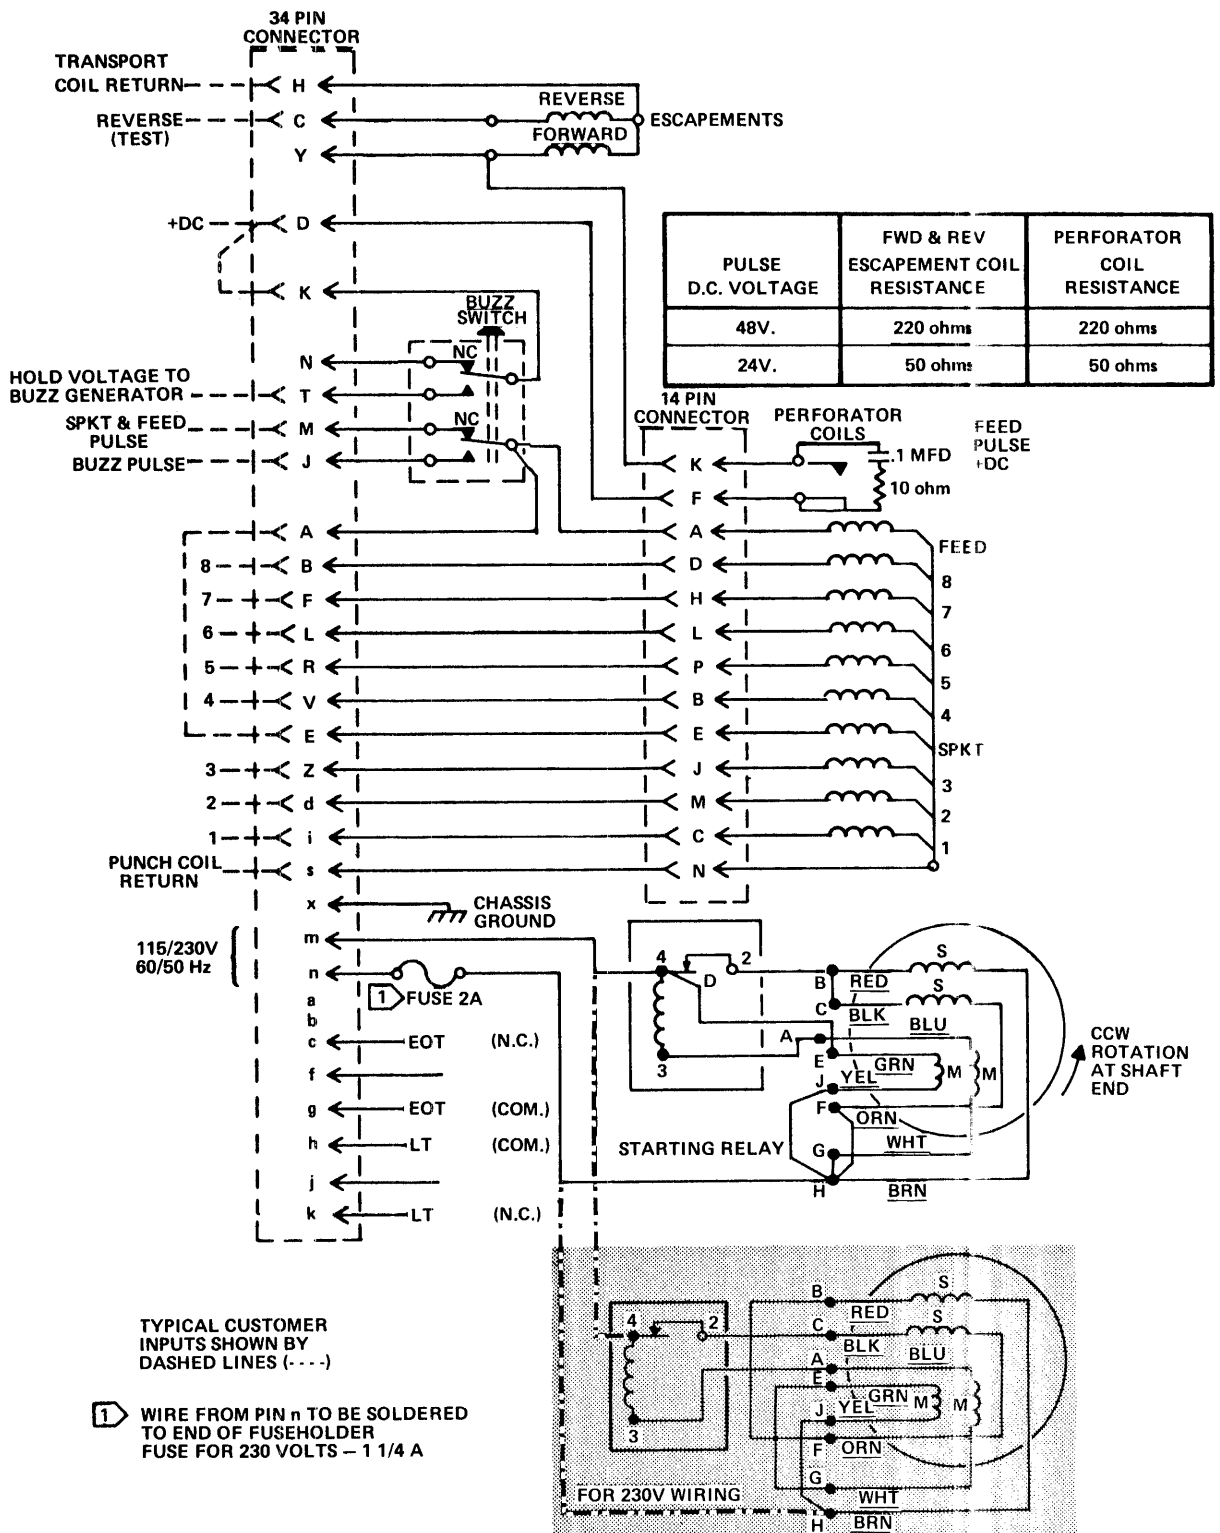 34 PIN
CONNECTOR
TRANSPORT
COIL RETURN
H
REVERSE
(TEST)
C
REVERSE
ESCAPEMENTS
FORWARD
Y
+DC
D
K
BUZZ
SWITCH
N
NC
HOLD VOLTAGE TO
BUZZ GENERATOR
T
SPKT & FEED
PULSE
M
NC
BUZZ PULSE
J
PULSE
D.C. VOLTAGE
FWD & REV
ESCAPEMENT COIL
RESISTANCE
PERFORATOR
COIL
RESISTANCE
48V.
220 ohms
220 ohms
24V.
50 ohms
50 ohms
14 PIN
CONNECTOR
PERFORATOR
COILS
FEED
PULSE
+DC
K
.1 MFD
F
10 ohm
A
A
FEED
8
B
D
8
7
F
H
7
6
L
L
6
5
R
P
5
4
V
B
4
E
E
SPKT
3
Z
J
3
2
d
M
2
1
i
C
1
PUNCH COIL
RETURN
s
N
x
CHASSIS
GROUND
115/230V
60/50 Hz
m
n
1
FUSE 2A
a
b
c
EOT
(N.C.)
f
g
EOT
(COM.)
h
LT
(COM.)
j
k
LT
(N.C.)
4
2
D
3
STARTING RELAY
B
RED
S
C
BLK
S
A
BLU
E
GRN
M
M
J
YEL
F
ORN
G
WHT
H
BRN
CCW
ROTATION
AT SHAFT
END
4
2
3
B
RED
S
C
BLK
S
A
BLU
E
GRN
M
M
J
YEL
F
ORN
G
WHT
H
BRN
FOR 230V WIRING
TYPICAL CUSTOMER
INPUTS SHOWN BY
DASHED LINES (----)
1
WIRE FROM PIN n TO BE SOLDERED
TO END OF FUSEHOLDER
FUSE FOR 230 VOLTS – 1 1/4 A